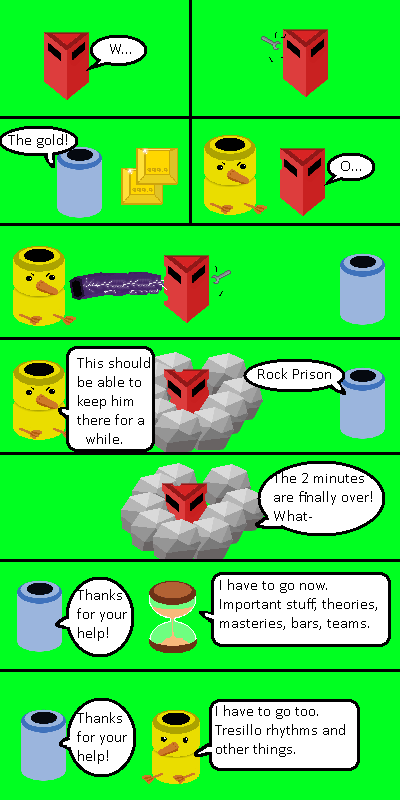 W...
The gold!
O...
This should
be able to
keep him
there for a
while.
Rock Prison
The 2 minutes
are finally over!
What-
Thanks
for your
help!
I have to go now.
Important stuff, theories,
masteries, bars, teams.
Thanks
for your
help!
I have to go too.
Tresillo rhythms and
other things.